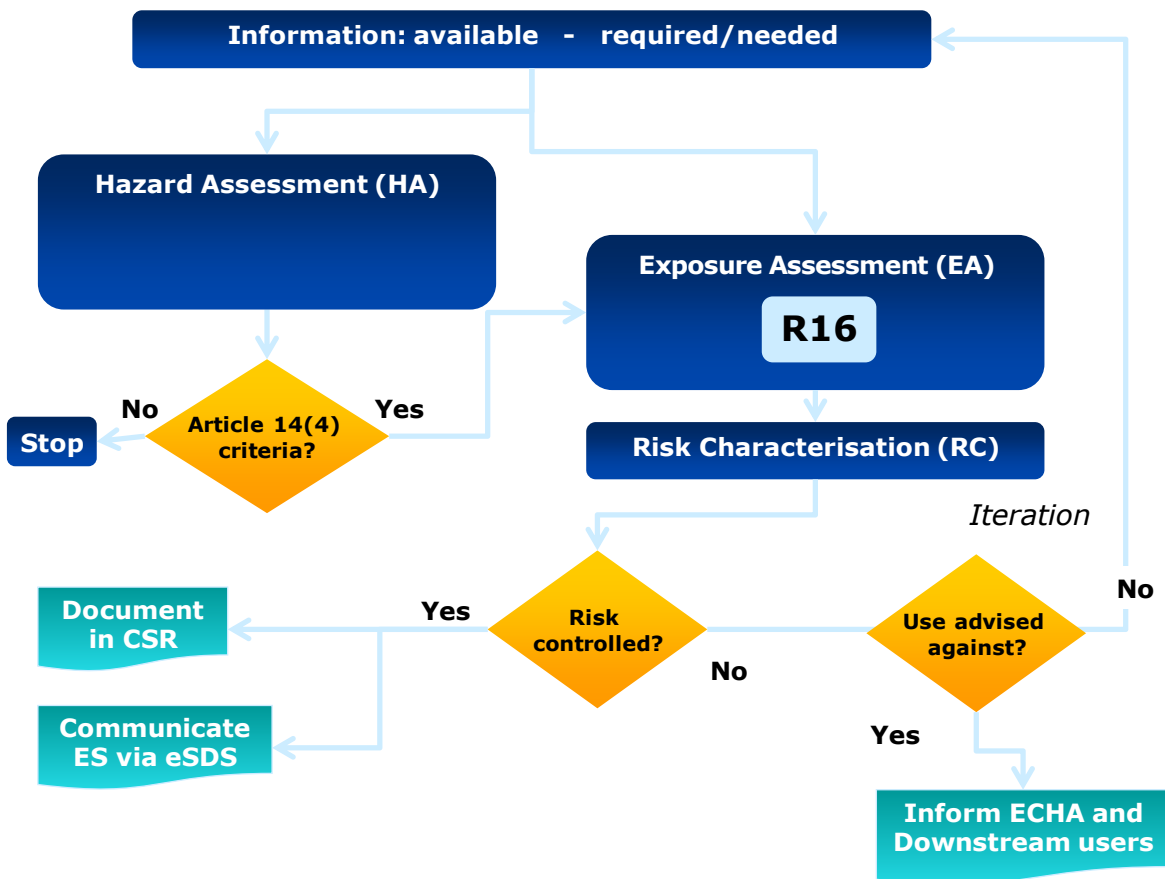 Information: available - required/needed
Hazard Assessment (HA)
Exposure Assessment (EA)
R16
No
Yes
Stop
Article 14(4)
criteria?
Risk Characterisation (RC)
Iteration
Document
in CSR
Yes
Risk
controlled?
No
Use advised
against?
No
Communicate
ES via eSDS
Yes
Inform ECHA and
Downstream users